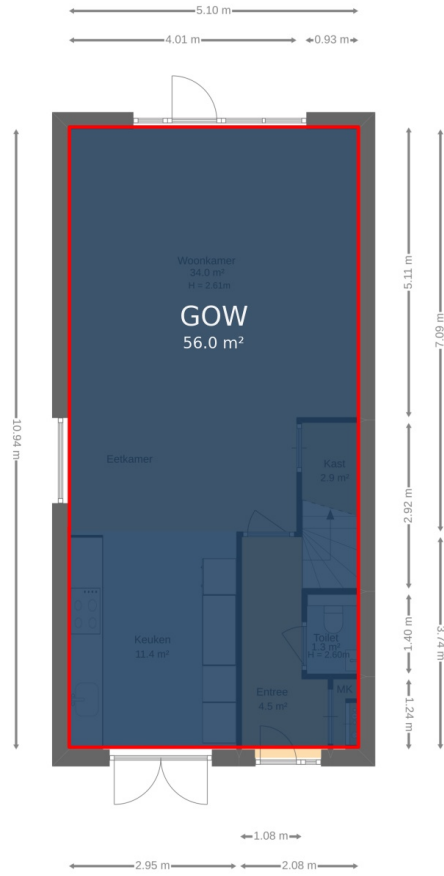 5.10 m
4.01 m
0.93 m
Woonkamer
34.0 m²
H = 2.61m
GOW
56.0 m²
5.11 m
7.09 m
10.94 m
Eetkamer
Kast
2.9 m²
2.92 m
Keuken
11.4 m²
Toilet
1.3 m²
H = 2.60m
1.40 m
3.74 m
Entree
4.5 m²
MK
1.24 m
1.08 m
2.95 m
2.08 m